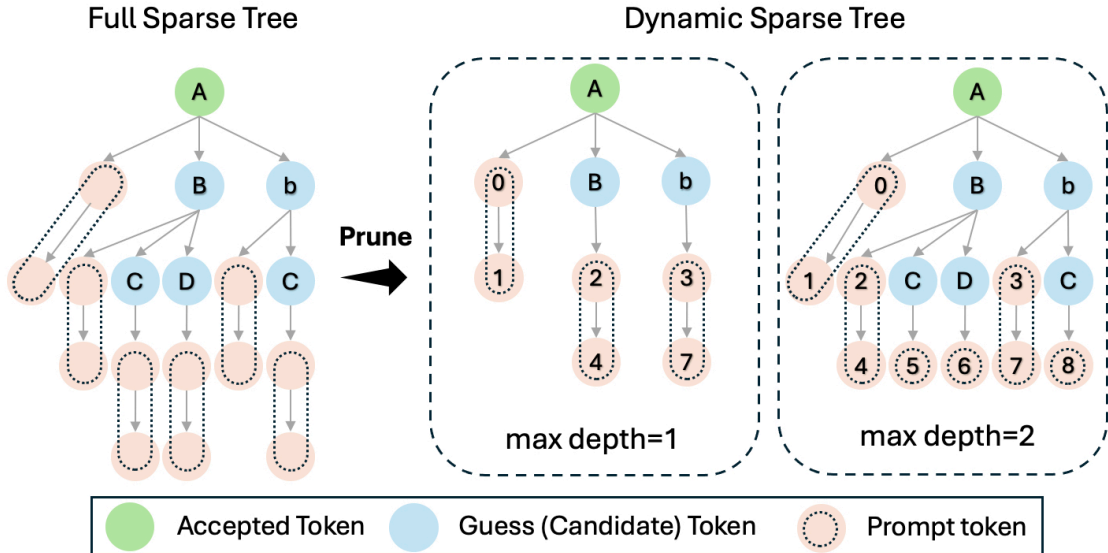 Full Sparse Tree
Dynamic Sparse Tree
A
B
b
C
D
C
Prune
A
0
B
b
1
2
3
4
7
max depth=1
A
0
B
b
1
2
C
D
3
C
4
5
6
7
8
max depth=2
Accepted Token
Guess (Candidate) Token
Prompt token